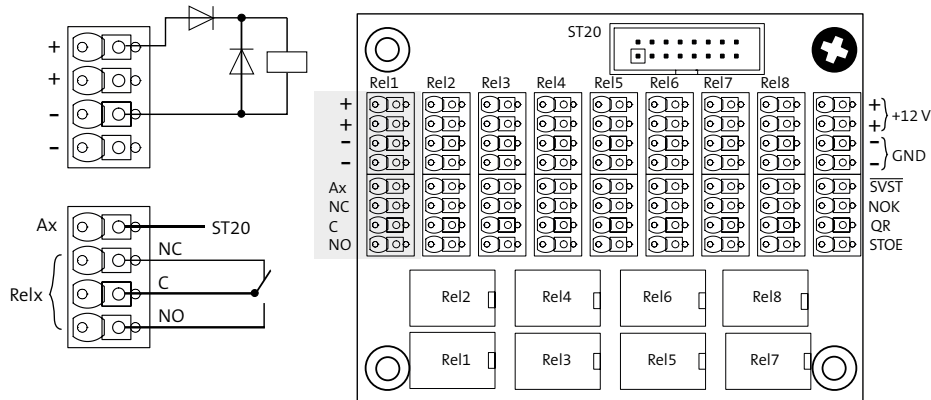 +
+
-
-
Ax
ST20
NC
C
NO
Relx
ST20
Rel1 Rel2 Rel3 Rel4 Rel5 Rel6 Rel7 Rel8
+ +
+ + +12 V
- -
- - GND
Ax SVST
NC NOK
C QR
NO STOE
Rel2 Rel4 Rel6 Rel8
Rel1 Rel3 Rel5 Rel7